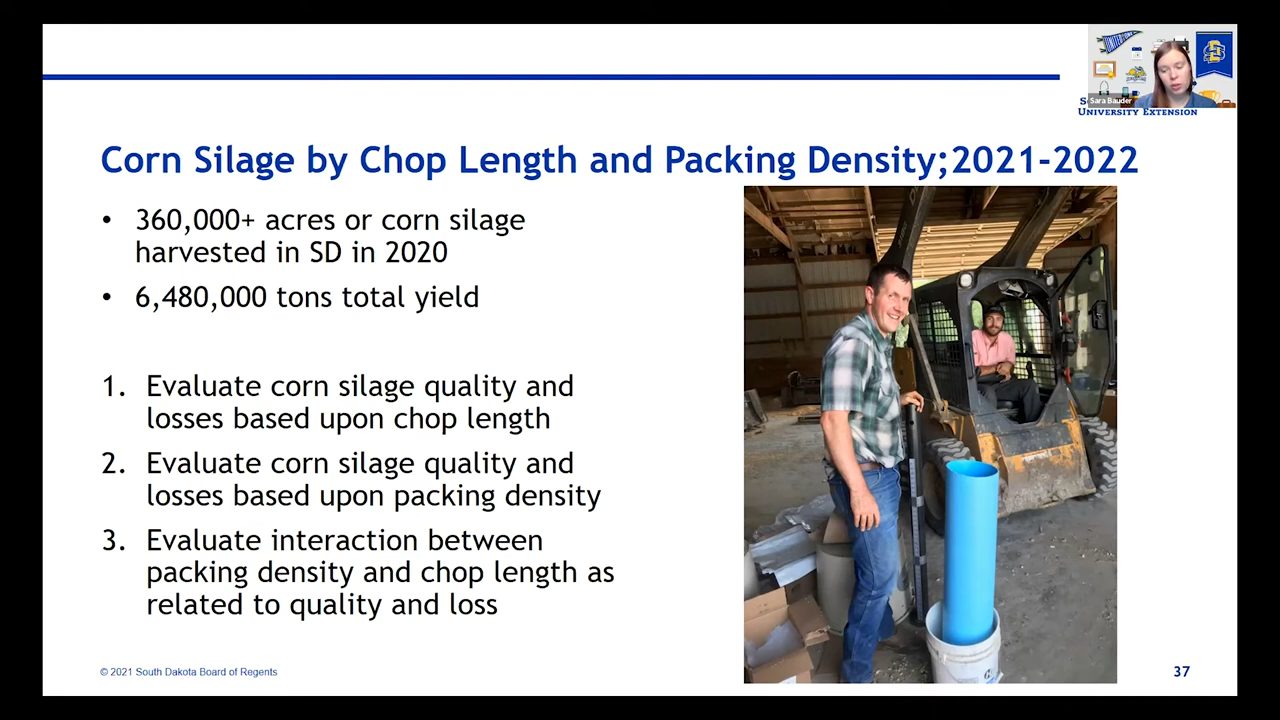 UNITED
Sara Bauder
University Extension
Corn Silage by Chop Length and Packing Density;2021-2022
• 360,000+ acres or corn silage
harvested in SD in 2020
• 6,480,000 tons total yield
1. Evaluate corn silage quality and
losses based upon chop length
2. Evaluate corn silage quality and
losses based upon packing density
3. Evaluate interaction between
packing density and chop length as
related to quality and loss
© 2021 South Dakota Board of Regents
37